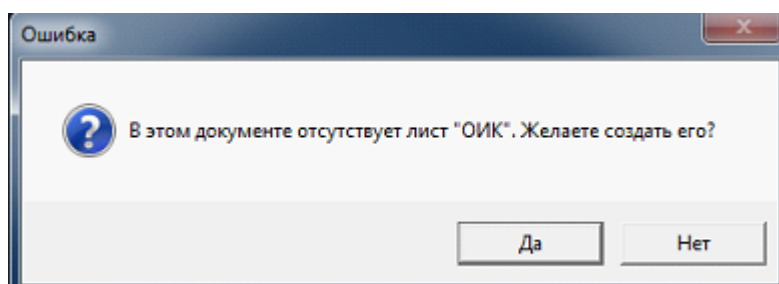 Ошибка
В этом документе отсутствует лист "ОИК". Желаете создать его?
Да
Нет